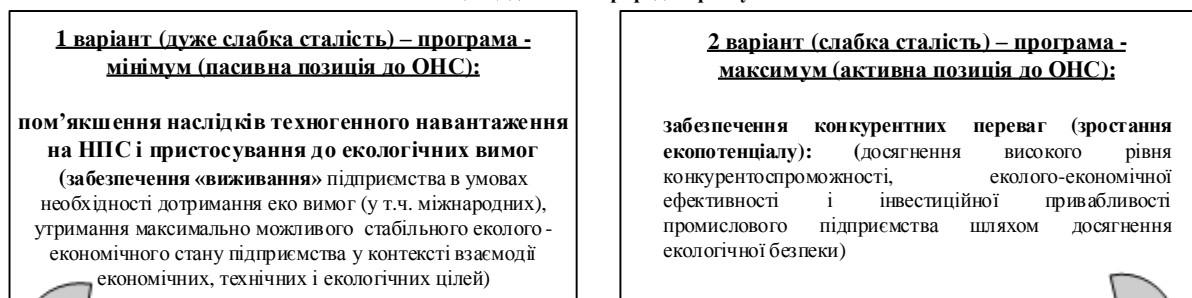 1 варіант (дуже слабка сталість) – програма -
мінімум (пасивна позиція до ОНС):
пом’якшення наслідків техногенного навантаження
на НПС і пристосування до екологічних вимог
(забезпечення «виживання» підприємства в умовах
необхідності дотримання еко вимог (у т.ч. міжнародних),
утримання максимально можливого стабільного еколого -
економічного стану підприємства у контексті взаємодії
економічних, технічних і екологічних цілей)
2 варіант (слабка сталість) – програма -
максимум (активна позиція до ОНС):
забезпечення конкурентних переваг (зростання
екопотенціалу): (досягнення високого рівня
конкурентоспроможності, еколого-економічної
ефективності і інвестиційної привабливості
промислового підприємства шляхом досягнення
екологічної безпеки)